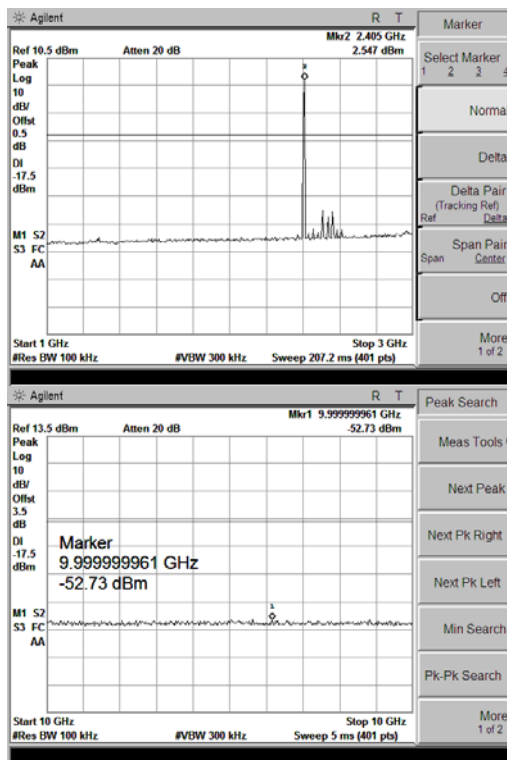 Agilent R T
Mkr2 2.405 GHz
Ref 10.5 dBm Atten 20 dB 2.547 dBm
Peak
Log
10
dB/
Offst
0.5
dB
DI
-17.5
dBm
M1 S2
S3 FC
AA
2
Start 1 GHz Stop 3 GHz
#Res BW 100 kHz #VBW 300 kHz Sweep 207.2 ms (401 pts)
Marker
Select Marker
1 2 3 4
Normal
Delta
Delta Pair
(Tracking Ref)
Ref Delta
Span Pair
Span Center
Off
More
1 of 2
Agilent R T
Mkr1 9.999999961 GHz
Ref 13.5 dBm Atten 20 dB -52.73 dBm
Peak
Log
10
dB/
Offst
3.5
dB
DI
-17.5
dBm
Marker
9.999999961 GHz
-52.73 dBm
1
M1 S2
S3 FC
AA
Start 10 GHz Stop 10 GHz
#Res BW 100 kHz #VBW 300 kHz Sweep 5 ms (401 pts)
Peak Search
Meas Tools
Next Peak
Next Pk Right
Next Pk Left
Min Search
Pk-Pk Search
More
1 of 2